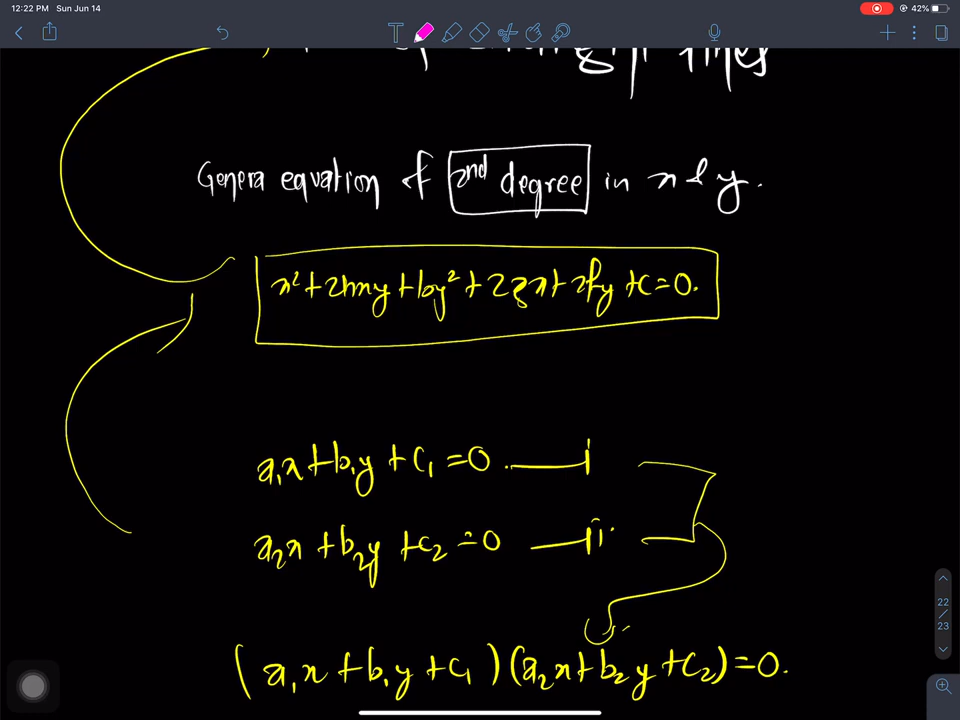 12:22 PM Sun Jun 14
42%
lines
Genera equation of 2nd degree in x & y.
x² + 2hxy + by² + 2gx + 2fy + c = 0.
a₁x + b₁y + c₁ = 0 . — i
a₂x + b₂y + c₂ = 0 — ii
(a₁x + b₁y + c₁)(a₂x + b₂y + c₂) = 0.
22
/
23